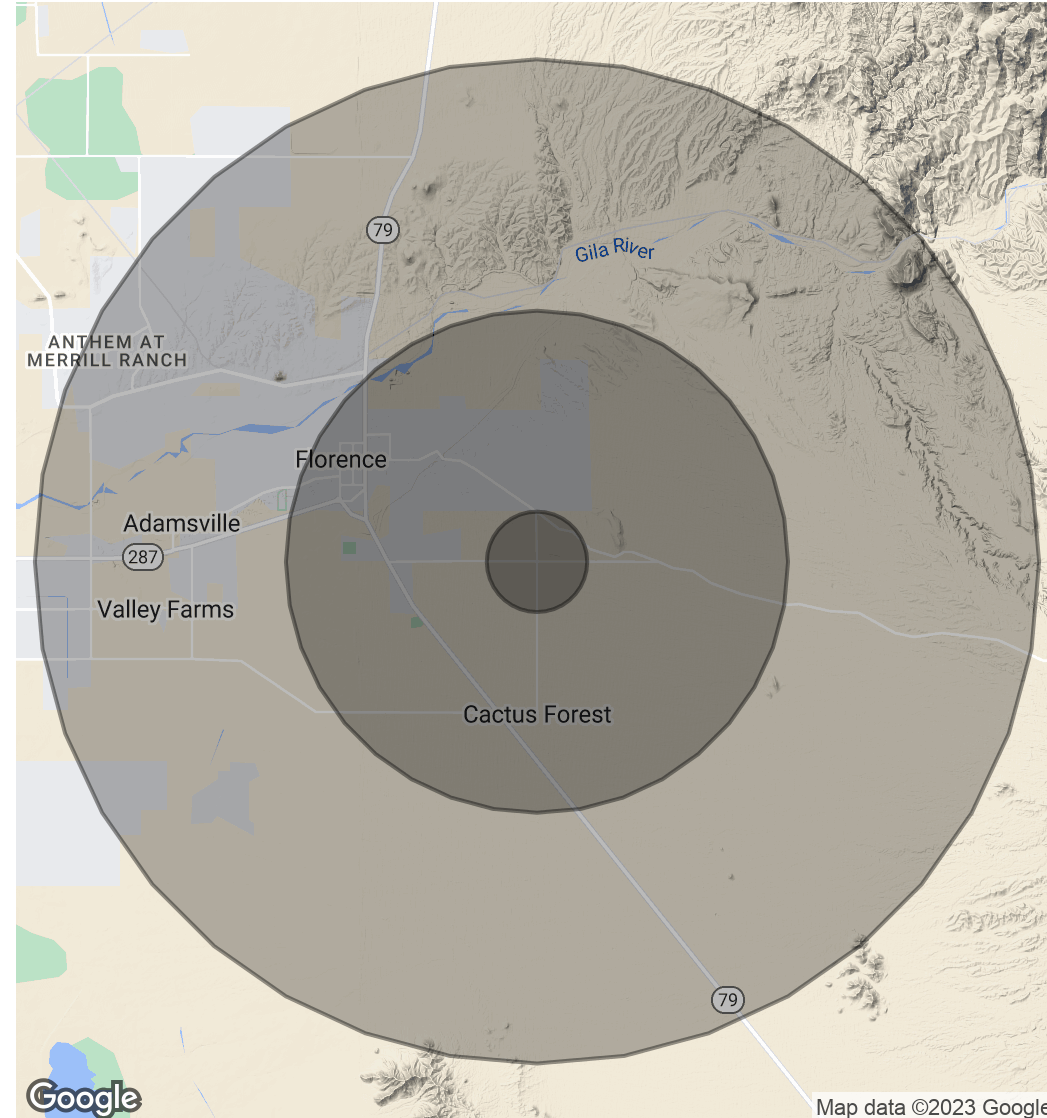 79
Gila River
ANTHEM AT
MERRILL RANCH
Florence
Adamsville
287
Valley Farms
Cactus Forest
79
Google
Map data ©2023 Google